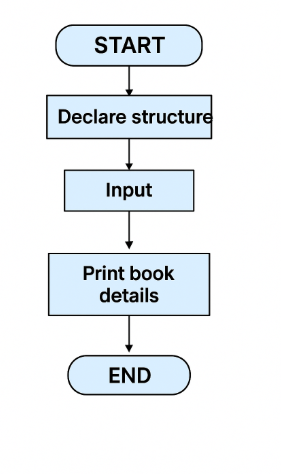 START
Declare structure
Input
Print book
details
END